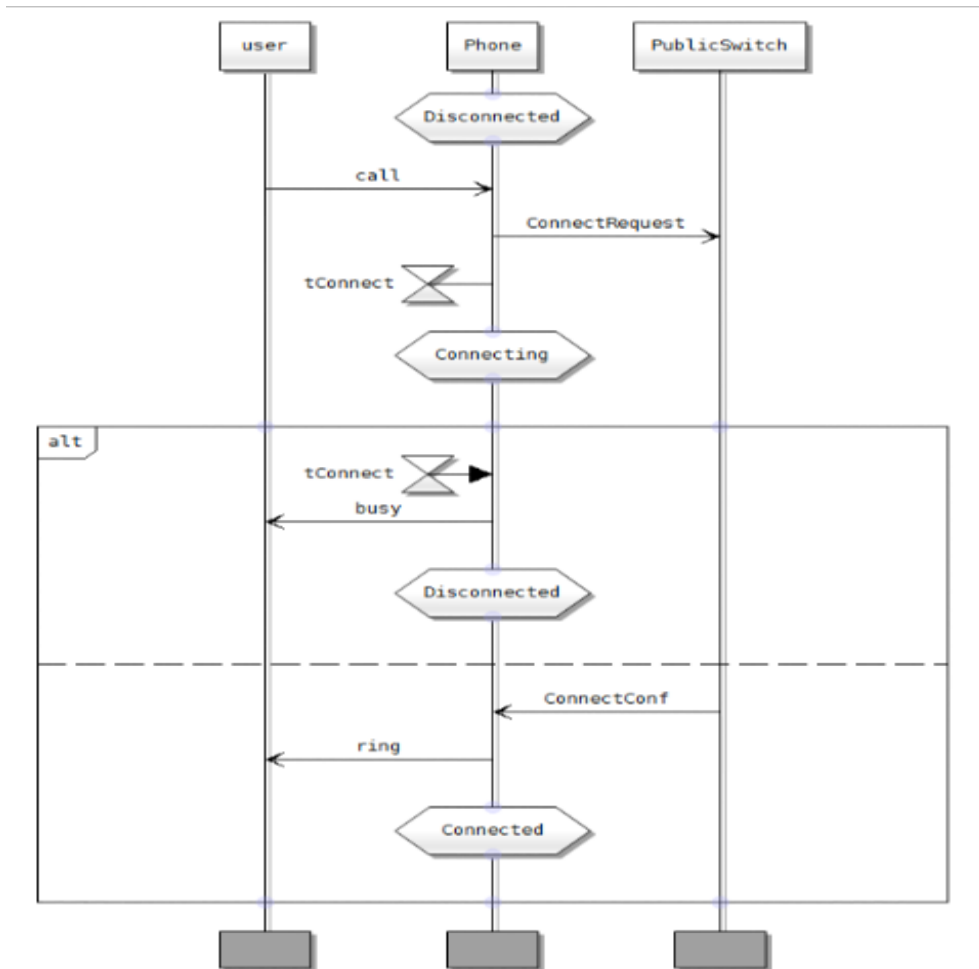 user
Phone
PublicSwitch
Disconnected
call
ConnectRequest
tConnect
Connecting
alt
tConnect
busy
Disconnected
ConnectConf
ring
Connected